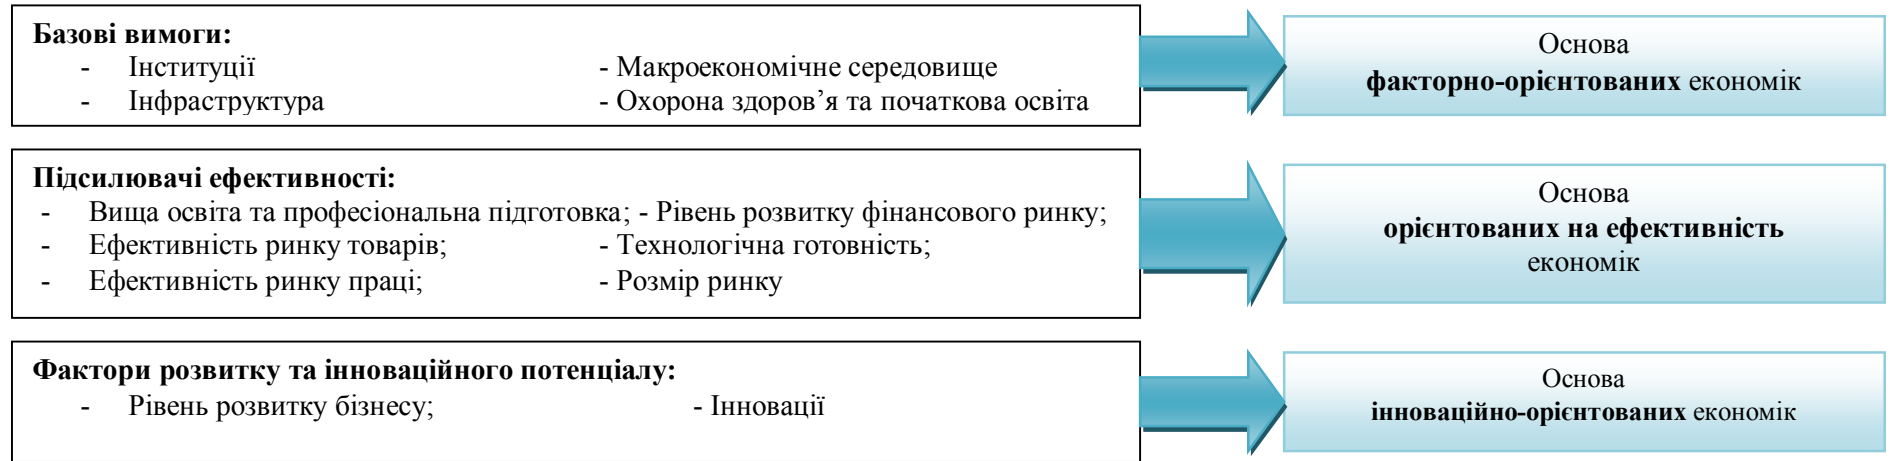 Базові вимоги:
- Інституції - Макроекономічне середовище
- Інфраструктура - Охорона здоров’я та початкова освіта
Основа
факторно-орієнтованих економік
Підсилювачі ефективності:
- Вища освіта та професіональна підготовка; - Рівень розвитку фінансового ринку;
- Ефективність ринку товарів; - Технологічна готовність;
- Ефективність ринку праці; - Розмір ринку
Основа
орієнтованих на ефективність
економік
Фактори розвитку та інноваційного потенціалу:
- Рівень розвитку бізнесу; - Інновації
Основа
інноваційно-орієнтованих економік